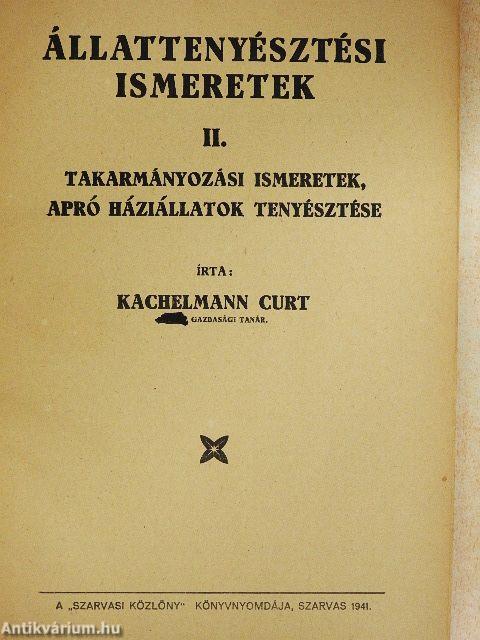 ÁLLATTENYÉSZTÉSI
ISMERETEK
II.
TAKARMÁNYOZÁSI ISMERETEK,
APRÓ HÁZIÁLLATOK TENYÉSZTÉSE
ÍRTA:
KACHELMANN CURT
GAZDASÁGI TANÁR.
A „SZARVASI KÖZLÖNY” KÖNYVNYOMDÁJA, SZARVAS 1941.
Antikvárium.hu